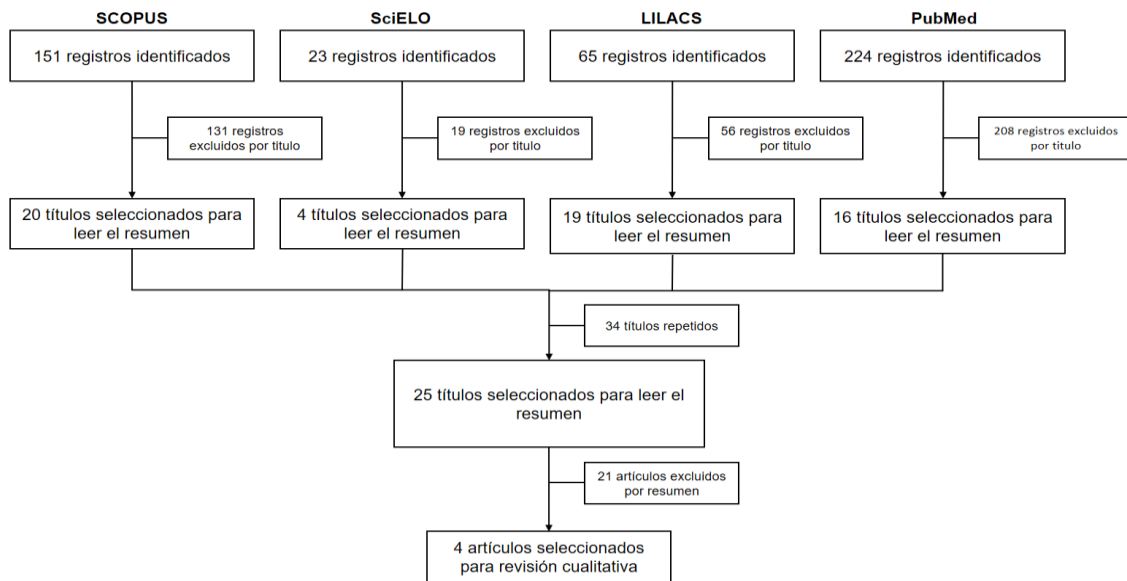 SCOPUS
SciELO
LILACS
PubMed
151 registros identificados
23 registros identificados
65 registros identificados
224 registros identificados
131 registros
excluidos por titulo
19 registros excluidos
por titulo
56 registros excluidos
por titulo
208 registros excluidos
por titulo
20 títulos seleccionados para
leer el resumen
4 títulos seleccionados para
leer el resumen
19 títulos seleccionados para
leer el resumen
16 títulos seleccionados para
leer el resumen
34 títulos repetidos
25 títulos seleccionados para leer el
resumen
21 artículos excluidos
por resumen
4 artículos seleccionados
para revisión cualitativa